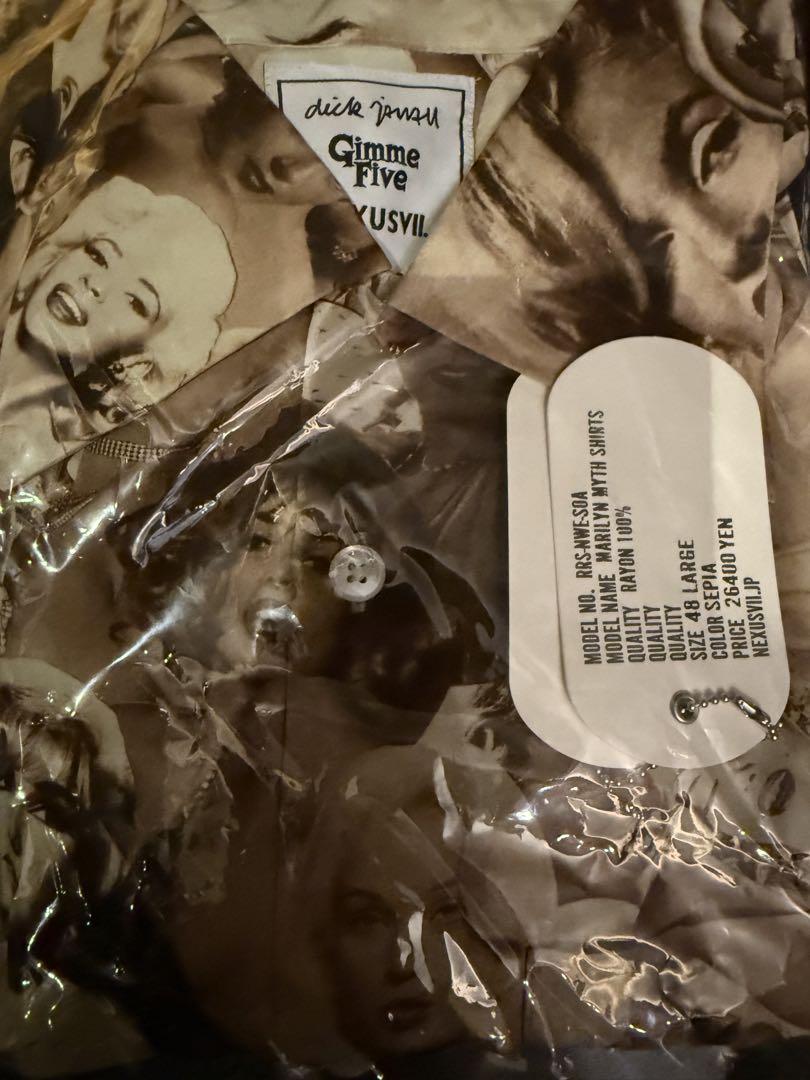 dick jewell
Gimme
Five
XUSVII.
MODEL NO. RRS-NWE-SOA
MODEL NAME MARILYN MYTH SHIRTS
QUALITY RAYON 100%
QUALITY
QUALITY
SIZE 48 LARGE
COLOR SEPIA
PRICE 26400 YEN
NEXUSVII.JP